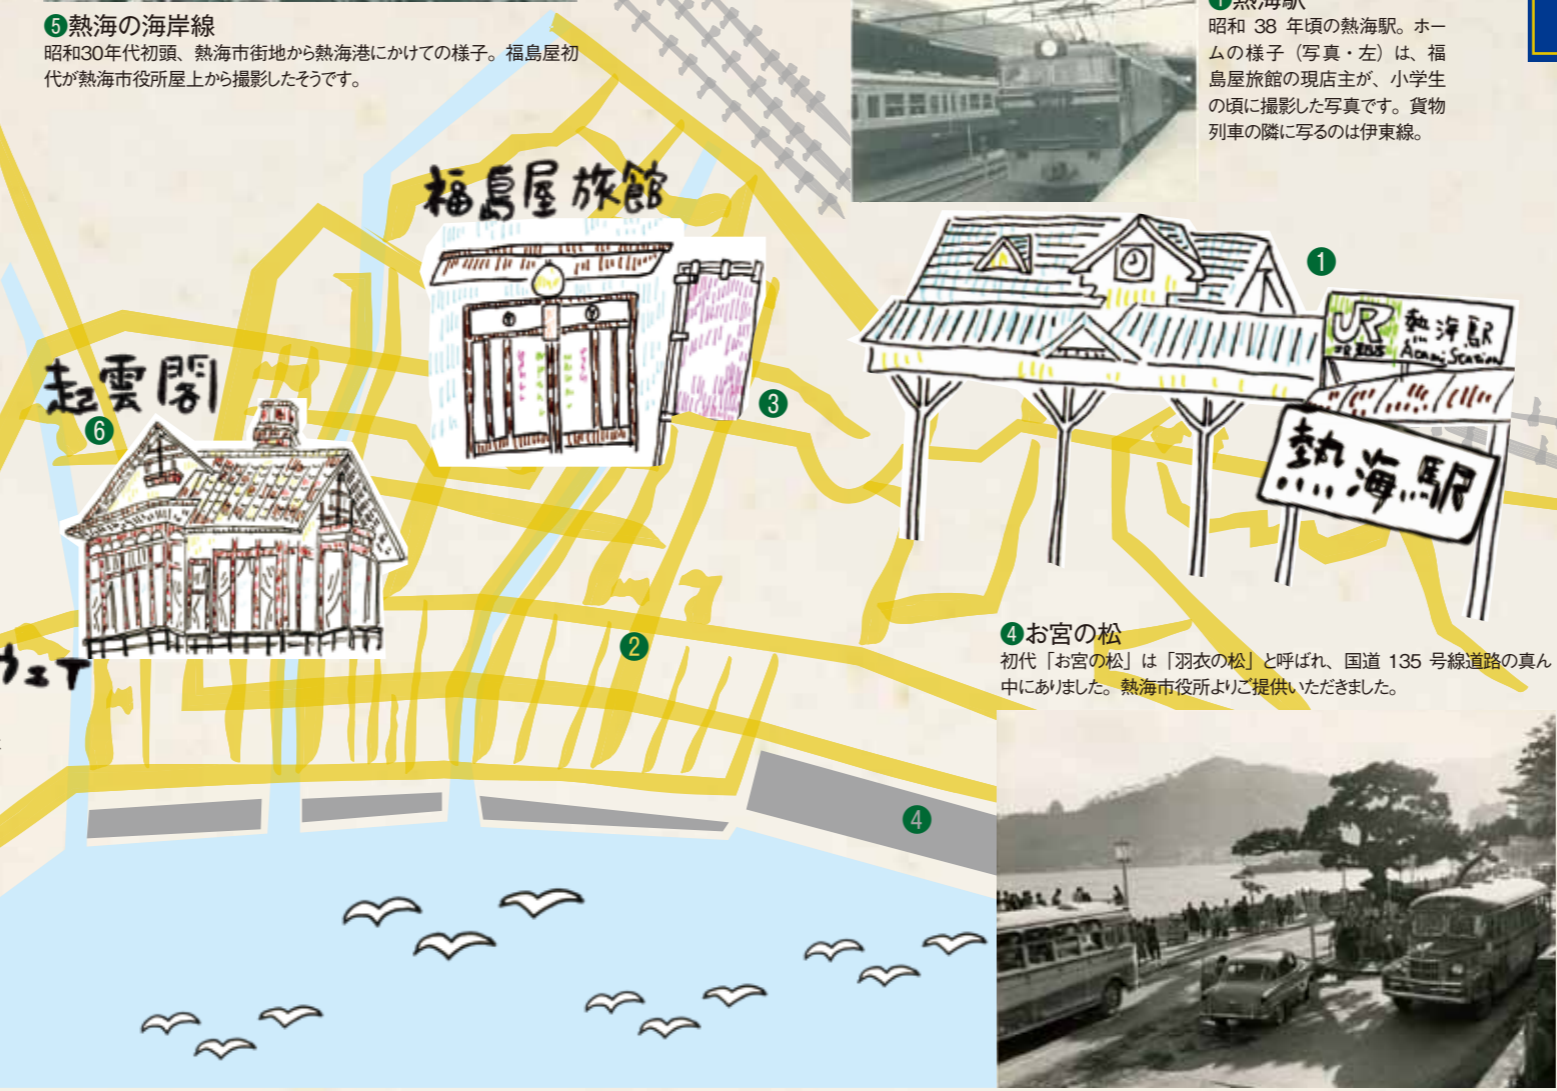 ❺熱海の海岸線
昭和30年代初頭、熱海市街地から熱海港にかけての様子。福島屋初
代が熱海市役所屋上から撮影したそうです。
❶熱海駅
昭和 38 年頃の熱海駅。ホー
ムの様子（写真・左）は、福
島屋旅館の現店主が、小学生
の頃に撮影した写真です。貨物
列車の隣に写るのは伊東線。
福島屋旅館
❶
JR 熱海駅
Atami Station
熱海駅
起雲閣
❻
❸
❷
ウェイ
❹お宮の松
初代「お宮の松」は「羽衣の松」と呼ばれ、国道 135 号線道路の真ん
中にありました。熱海市役所よりご提供いただきました。
❹